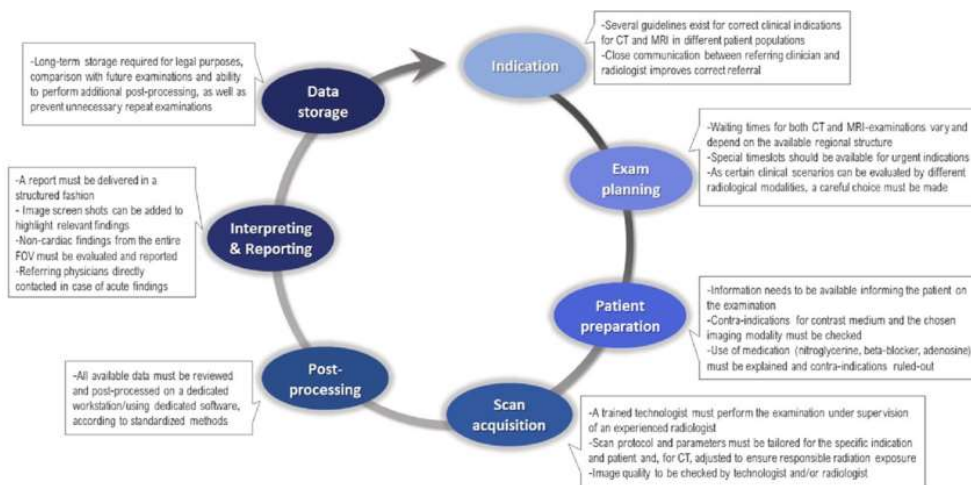 Indication
-Several guidelines exist for correct clinical indications
for CT and MRI in different patient populations
-Close communication between referring clinician and
radiologist improves correct referral
Exam
planning
-Waiting times for both CT and MRI-examinations vary and
depend on the available regional structure
-Special timeslots should be available for urgent indications
-As certain clinical scenarios can be evaluated by different
radiological modalities, a careful choice must be made
Patient
preparation
-Information needs to be available informing the patient on
the examination
-Contra-indications for contrast medium and the chosen
imaging modality must be checked
-Use of medication (nitroglycerine, beta-blocker, adenosine)
must be explained and contra-indications ruled-out
Scan
acquisition
-A trained technologist must perform the examination under supervision
of an experienced radiologist
-Scan protocol and parameters must be tailored for the specific indication
and patient and, for CT, adjusted to ensure responsible radiation exposure
-Image quality to be checked by technologist and/or radiologist
Post-
processing
-All available data must be reviewed
and post-processed on a dedicated
workstation/using dedicated software,
according to standardized methods
Interpreting
& Reporting
-A report must be delivered in a
structured fashion
- Image screen shots can be added to
highlight relevant findings
-Non-cardiac findings from the entire
FOV must be evaluated and reported
-Referring physicians directly
contacted in case of acute findings
Data
storage
-Long-term storage required for legal purposes,
comparison with future examinations and ability
to perform additional post-processing, as well as
prevent unnecessary repeat examinations